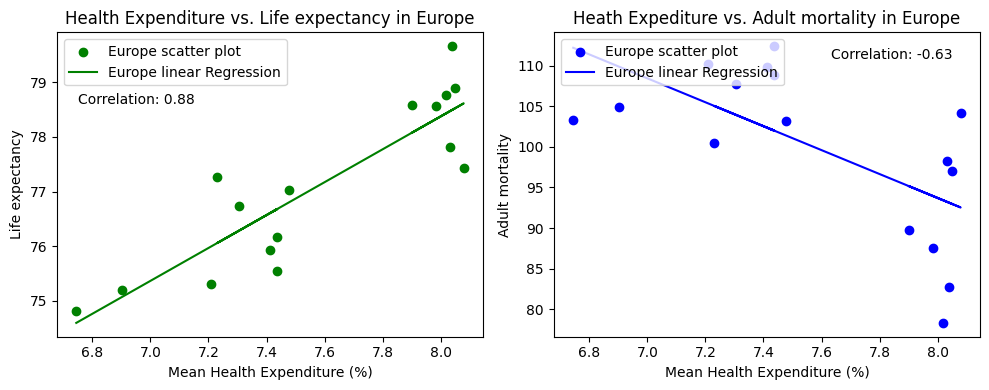 Health Expenditure vs. Life expectancy in Europe
Europe scatter plot
Europe linear Regression
Correlation: 0.88
Life expectancy
79
78
77
76
75
6.8 7.0 7.2 7.4 7.6 7.8 8.0
Mean Health Expenditure (%)
Heath Expediture vs. Adult mortality in Europe
Europe scatter plot
Europe linear Regression
Correlation: -0.63
Adult mortality
110
105
100
95
90
85
80
6.8 7.0 7.2 7.4 7.6 7.8 8.0
Mean Health Expenditure (%)